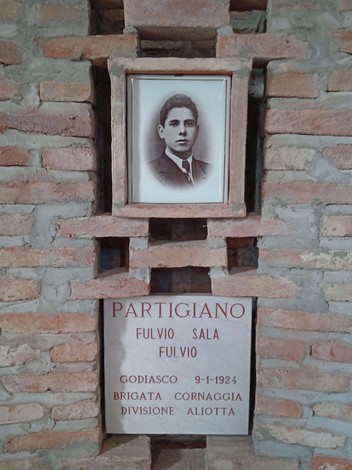 PARTIGIANO
FULVIO SALA
FULVIO
GODIASCO 9-1-1924
BRIGATA CORNAGGIA
DIVISIONE ALIOTTA